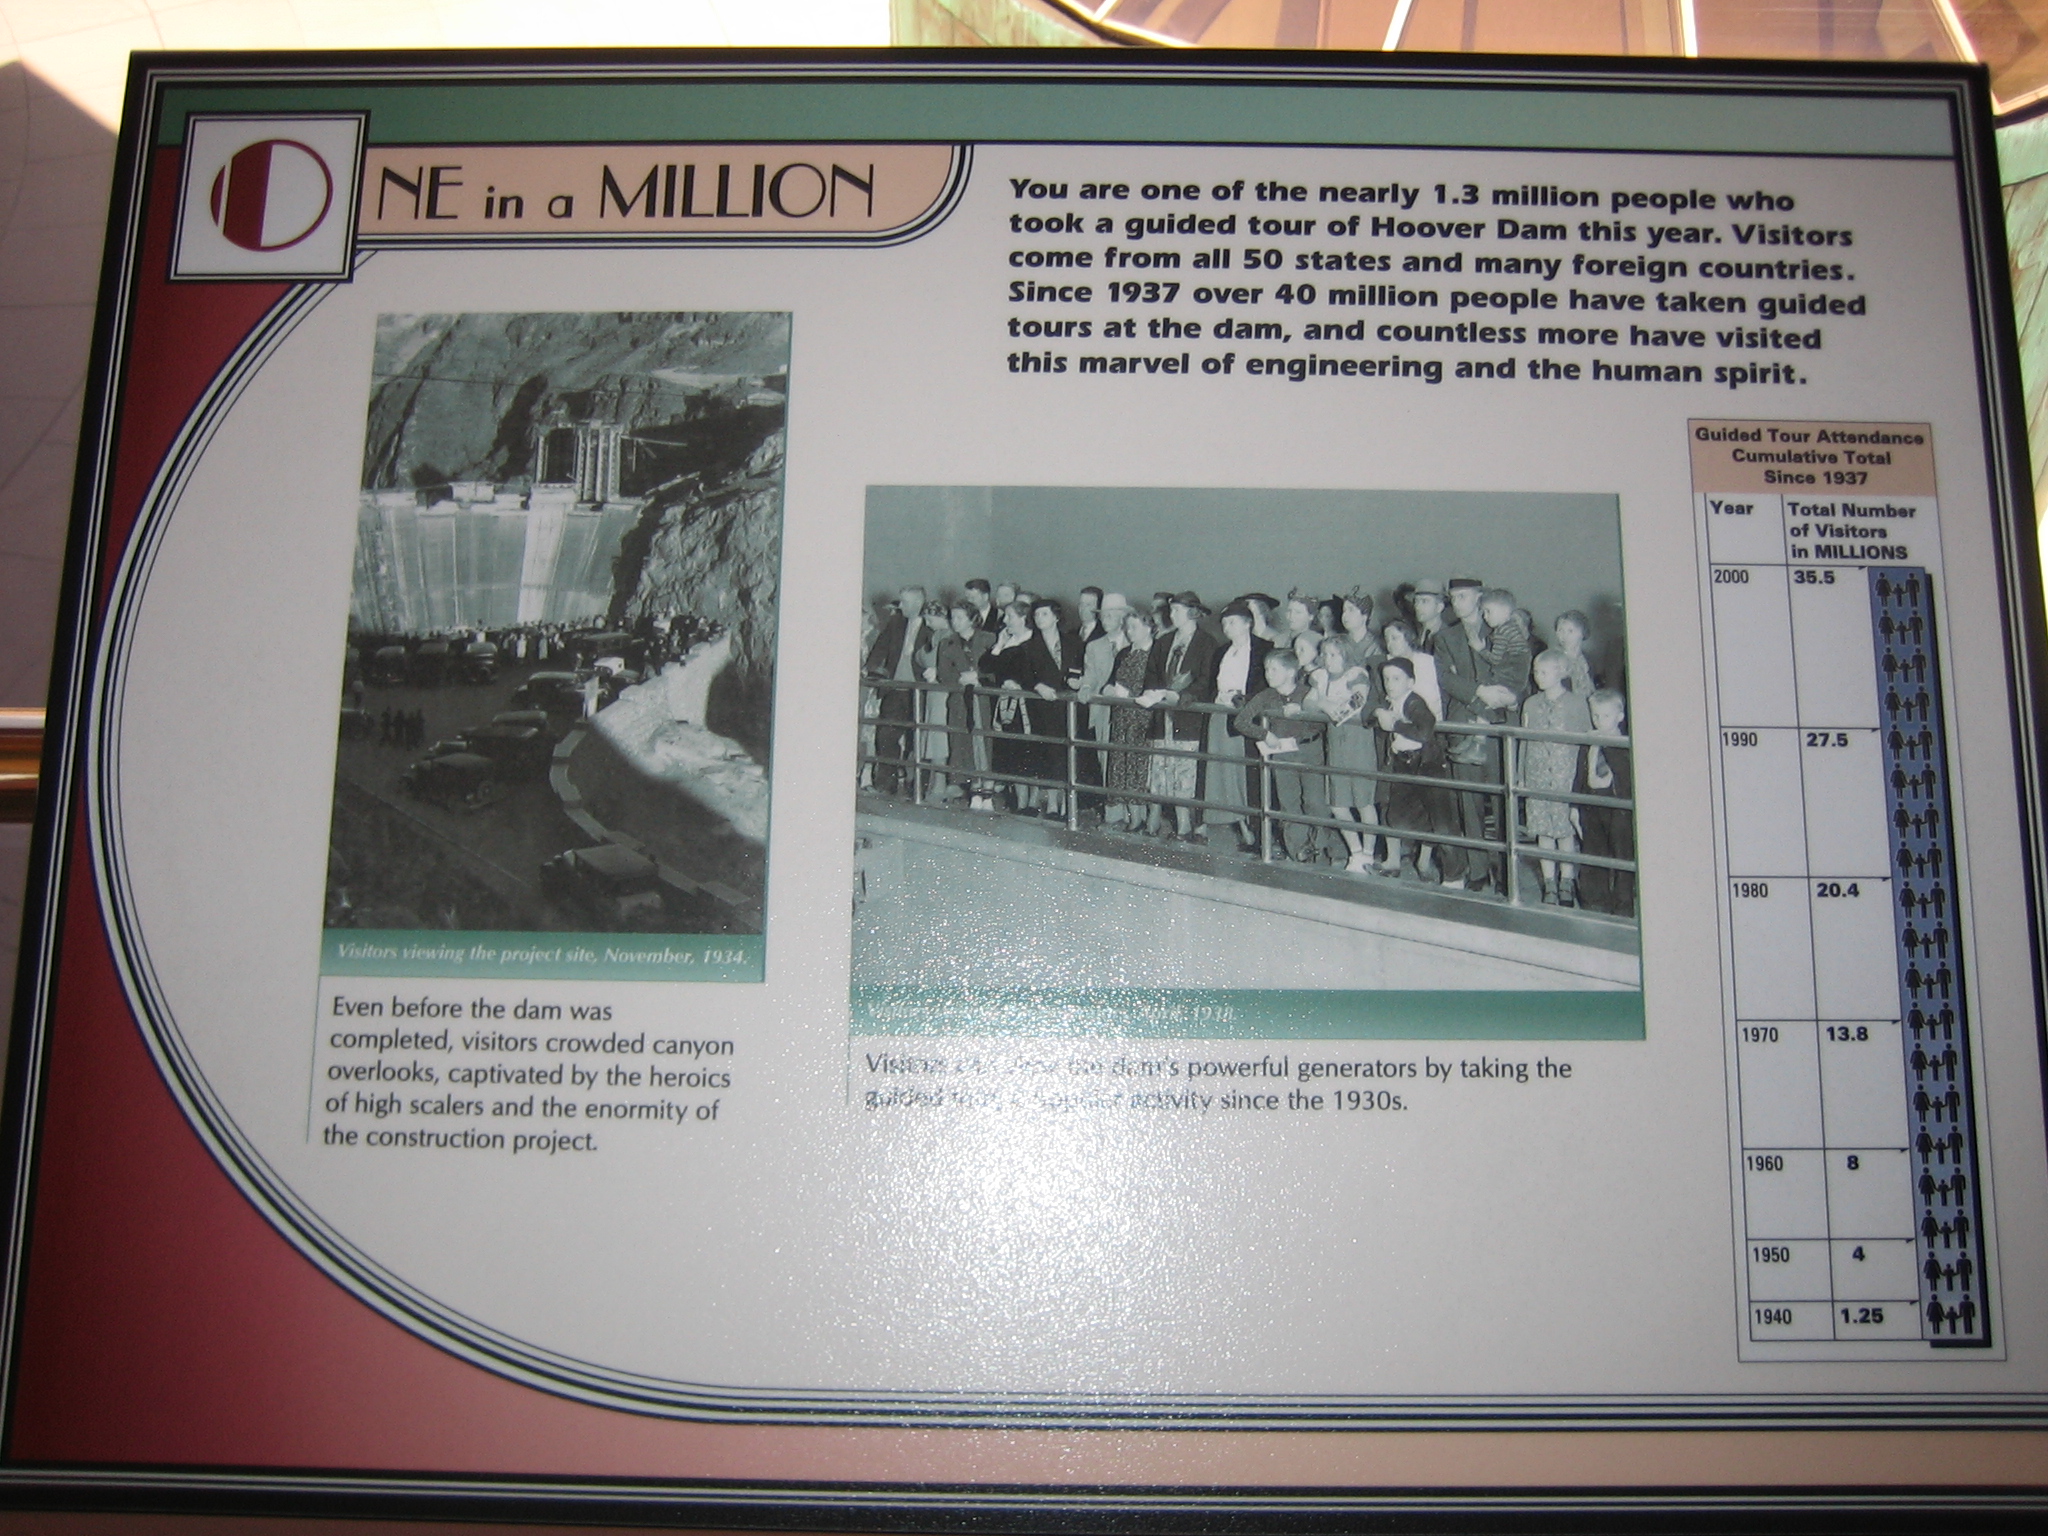 ONE in a MILLION
You are one of the nearly 1.3 million people who
took a guided tour of Hoover Dam this year. Visitors
come from all 50 states and many foreign countries.
Since 1937 over 40 million people have taken guided
tours at the dam, and countless more have visited
this marvel of engineering and the human spirit.
Visitors viewing the project site, November, 1934.
Even before the dam was
completed, visitors crowded canyon
overlooks, captivated by the heroics
of high scalers and the enormity of
the construction project.
1938.
Visitors the dam's powerful generators by taking the
guided activity since the 1930s.
Guided Tour Attendance
Cumulative Total
Since 1937
Year Total Number
of Visitors
in MILLIONS
2000 35.5
1990 27.5
1980 20.4
1970 13.8
1960 8
1950 4
1940 1.25